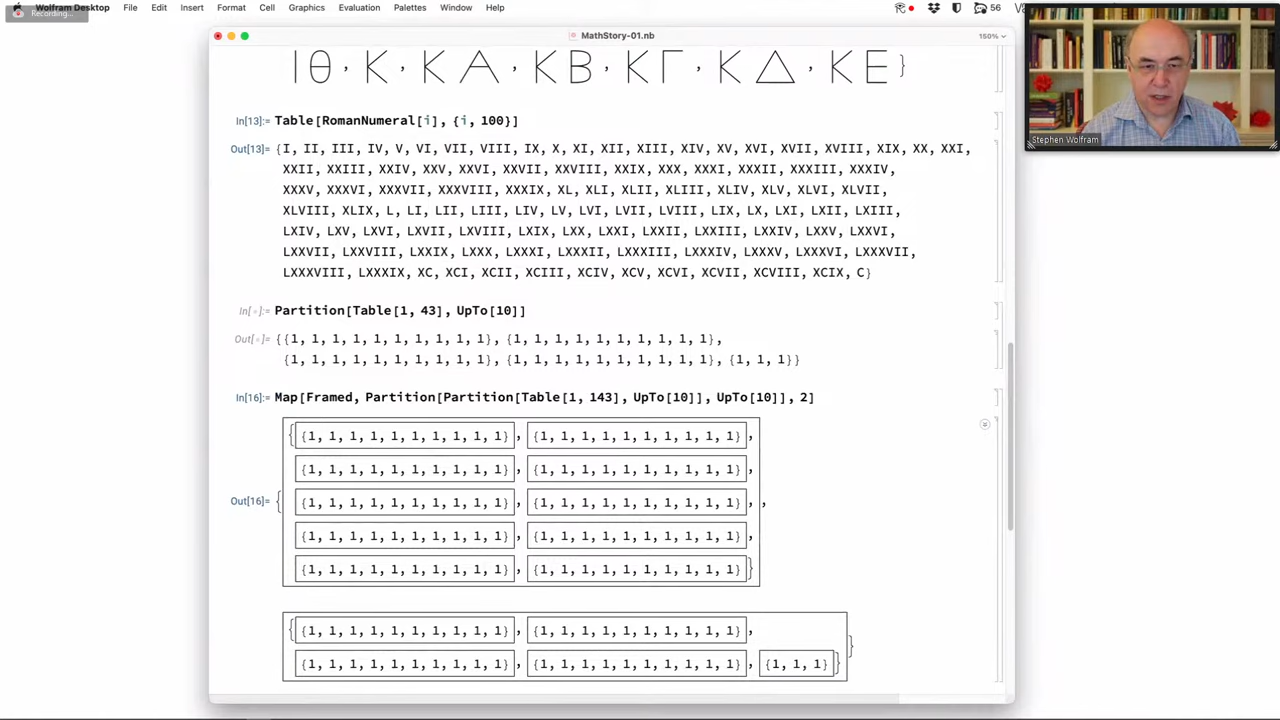 Recording...
Wolfram Desktop File Edit Insert Format Cell Graphics Evaluation Palettes Window Help
56
MathStory-01.nb
150%
Ιθ, Κ, ΚΑ, ΚΒ, ΚΓ, ΚΔ, ΚΕ}
In[13]:= Table[RomanNumeral[i], {i, 100}]
Out[13]= {I, II, III, IV, V, VI, VII, VIII, IX, X, XI, XII, XIII, XIV, XV, XVI, XVII, XVIII, XIX, XX, XXI,
XXII, XXIII, XXIV, XXV, XXVI, XXVII, XXVIII, XXIX, XXX, XXXI, XXXII, XXXIII, XXXIV,
XXXV, XXXVI, XXXVII, XXXVIII, XXXIX, XL, XLI, XLII, XLIII, XLIV, XLV, XLVI, XLVII,
XLVIII, XLIX, L, LI, LII, LIII, LIV, LV, LVI, LVII, LVIII, LIX, LX, LXI, LXII, LXIII,
LXIV, LXV, LXVI, LXVII, LXVIII, LXIX, LXX, LXXI, LXXII, LXXIII, LXXIV, LXXV, LXXVI,
LXXVII, LXXVIII, LXXIX, LXXX, LXXXI, LXXXII, LXXXIII, LXXXIV, LXXXV, LXXXVI, LXXXVII,
LXXXVIII, LXXXIX, XC, XCI, XCII, XCIII, XCIV, XCV, XCVI, XCVII, XCVIII, XCIX, C}
In[•]:= Partition[Table[1, 43], UpTo[10]]
Out[•]= {{1, 1, 1, 1, 1, 1, 1, 1, 1, 1}, {1, 1, 1, 1, 1, 1, 1, 1, 1, 1},
{1, 1, 1, 1, 1, 1, 1, 1, 1, 1}, {1, 1, 1, 1, 1, 1, 1, 1, 1, 1}, {1, 1, 1}}
In[16]:= Map[Framed, Partition[Partition[Table[1, 143], UpTo[10]], UpTo[10]], 2]
{{1, 1, 1, 1, 1, 1, 1, 1, 1, 1}, {1, 1, 1, 1, 1, 1, 1, 1, 1, 1},
{1, 1, 1, 1, 1, 1, 1, 1, 1, 1}, {1, 1, 1, 1, 1, 1, 1, 1, 1, 1},
Out[16]= { {1, 1, 1, 1, 1, 1, 1, 1, 1, 1}, {1, 1, 1, 1, 1, 1, 1, 1, 1, 1}, ,
{1, 1, 1, 1, 1, 1, 1, 1, 1, 1}, {1, 1, 1, 1, 1, 1, 1, 1, 1, 1},
{1, 1, 1, 1, 1, 1, 1, 1, 1, 1}, {1, 1, 1, 1, 1, 1, 1, 1, 1, 1}}
{{1, 1, 1, 1, 1, 1, 1, 1, 1, 1}, {1, 1, 1, 1, 1, 1, 1, 1, 1, 1},
{1, 1, 1, 1, 1, 1, 1, 1, 1, 1}, {1, 1, 1, 1, 1, 1, 1, 1, 1, 1}, {1, 1, 1}}}
Stephen Wolfram